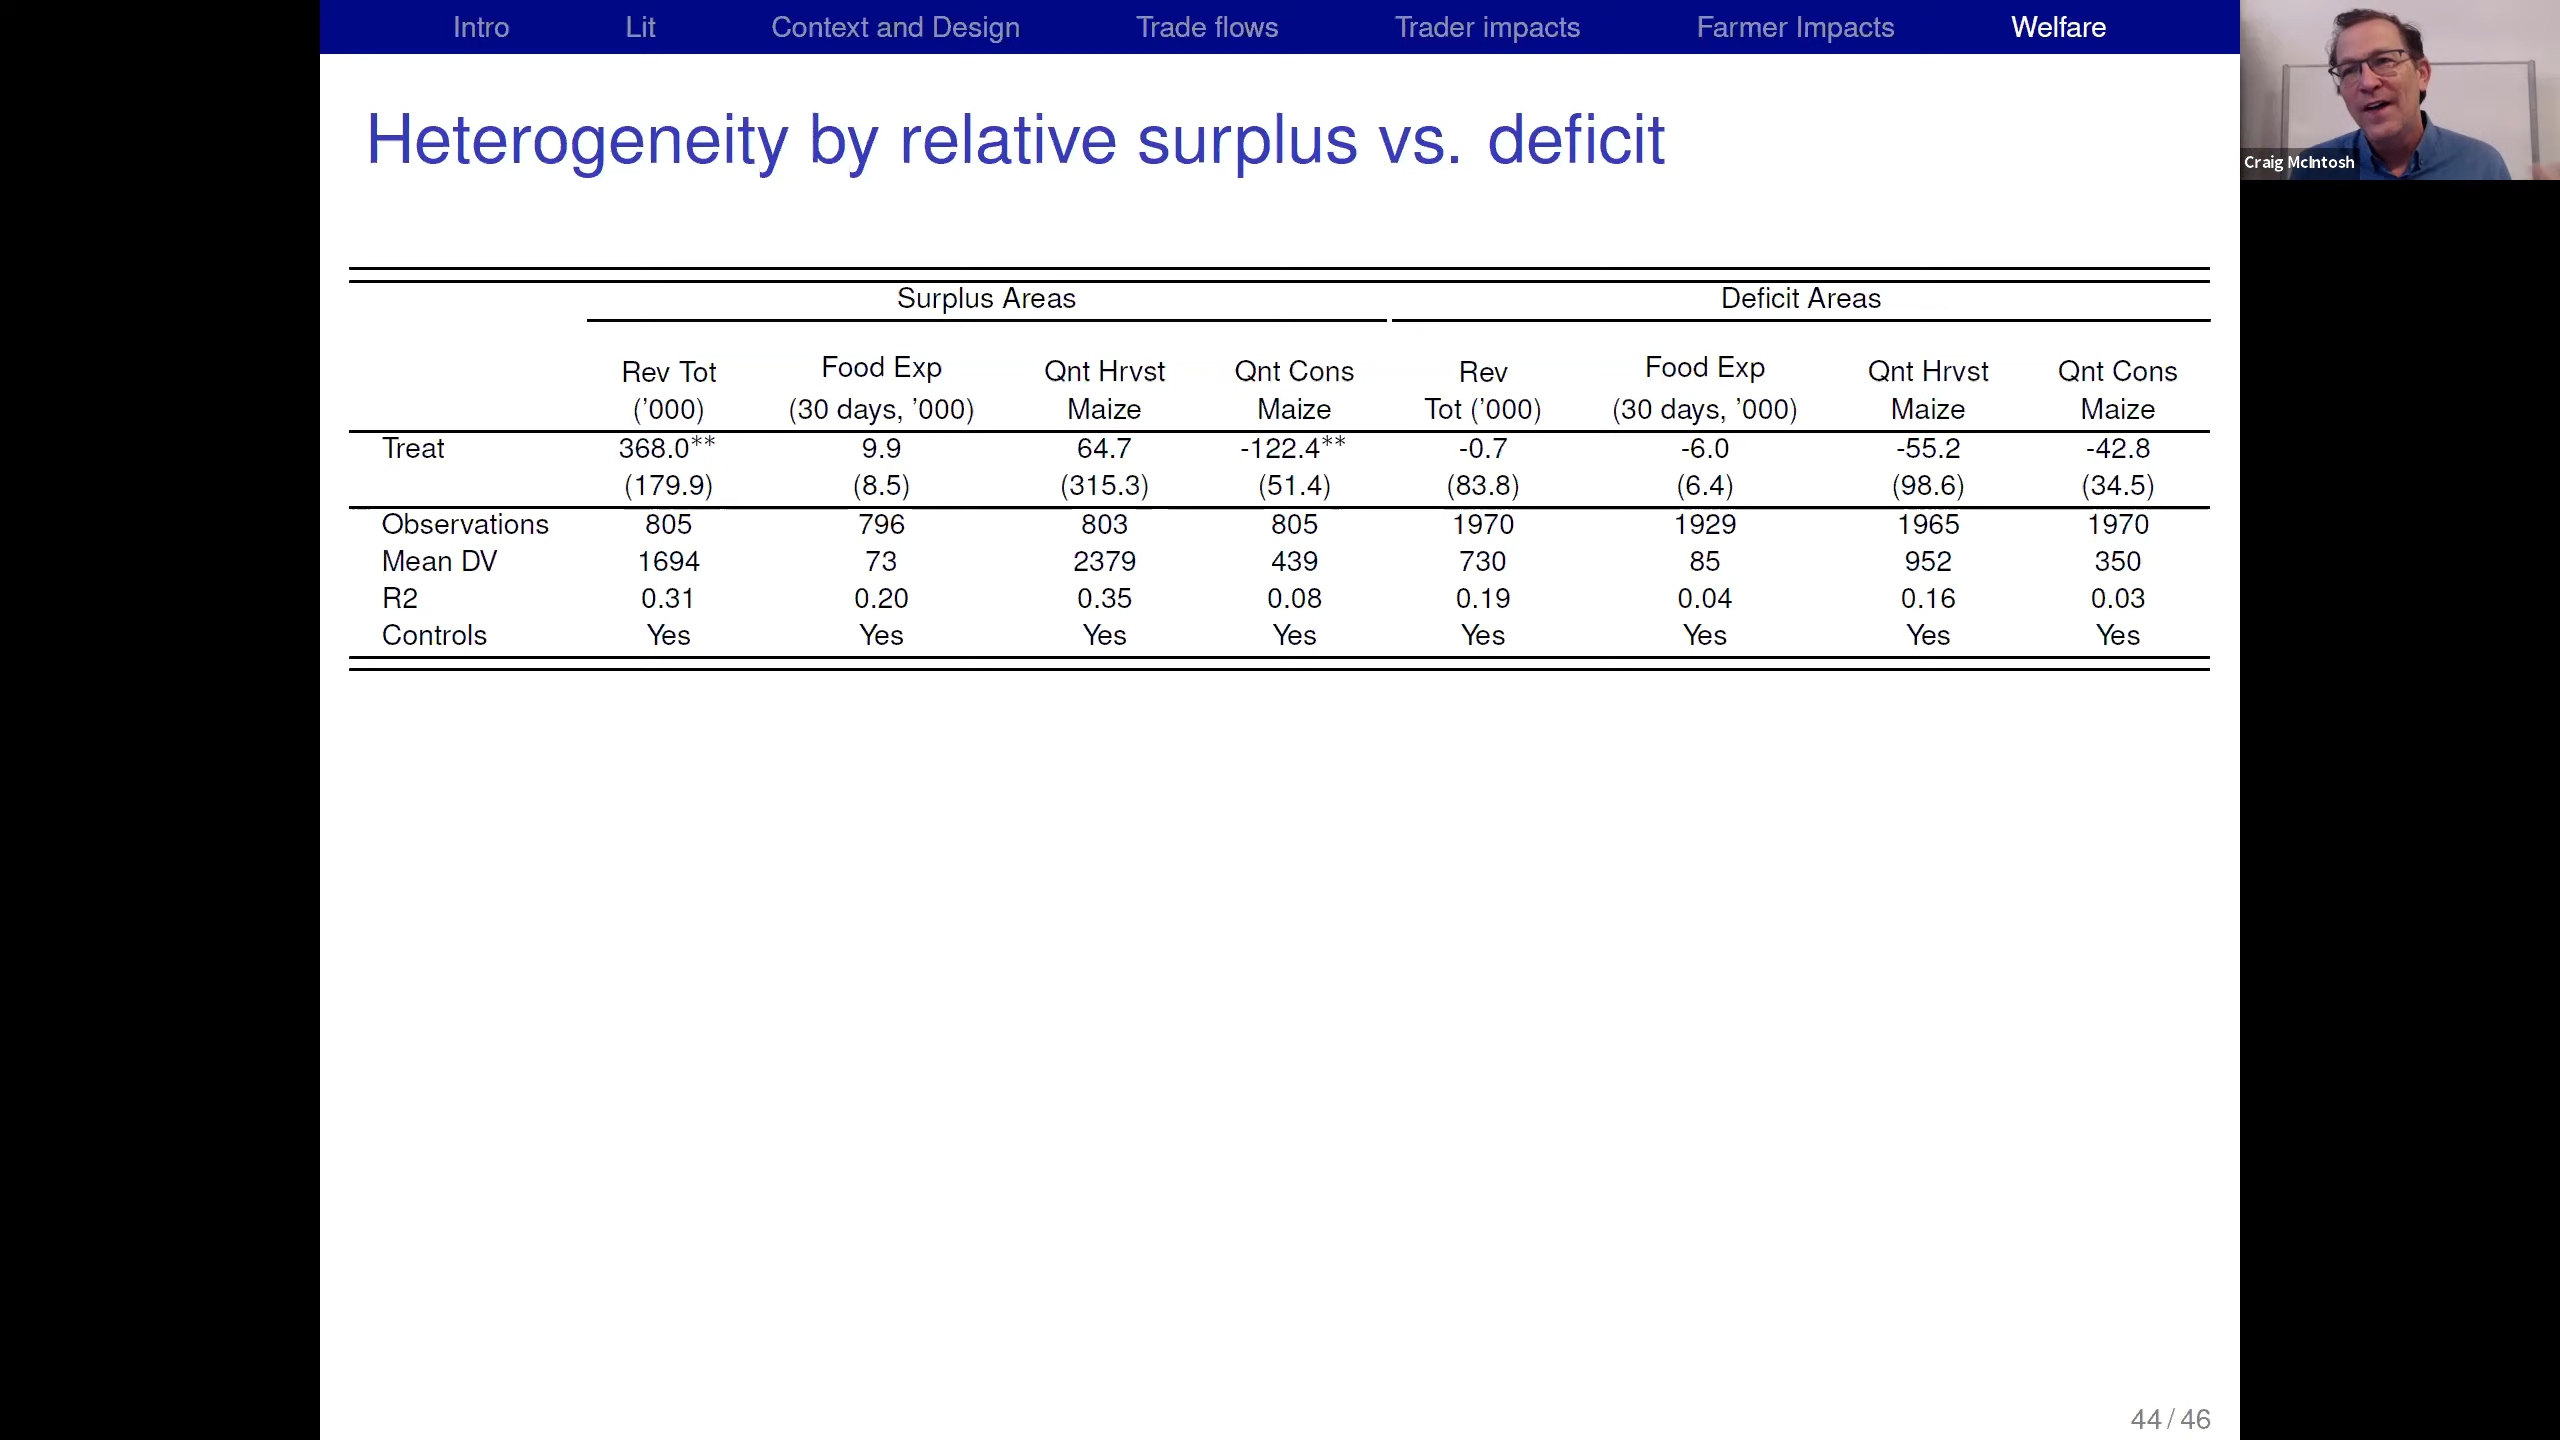 Intro Lit Context and Design Trade flows Trader impacts Farmer Impacts Welfare
Craig McIntosh
Heterogeneity by relative surplus vs. deficit
Surplus Areas Deficit Areas
Rev Tot Food Exp Qnt Hrvst Qnt Cons Rev Food Exp Qnt Hrvst Qnt Cons
('000) (30 days, '000) Maize Maize Tot ('000) (30 days, '000) Maize Maize
Treat 368.0** 9.9 64.7 -122.4** -0.7 -6.0 -55.2 -42.8
(179.9) (8.5) (315.3) (51.4) (83.8) (6.4) (98.6) (34.5)
Observations 805 796 803 805 1970 1929 1965 1970
Mean DV 1694 73 2379 439 730 85 952 350
R2 0.31 0.20 0.35 0.08 0.19 0.04 0.16 0.03
Controls Yes Yes Yes Yes Yes Yes Yes Yes
44 / 46